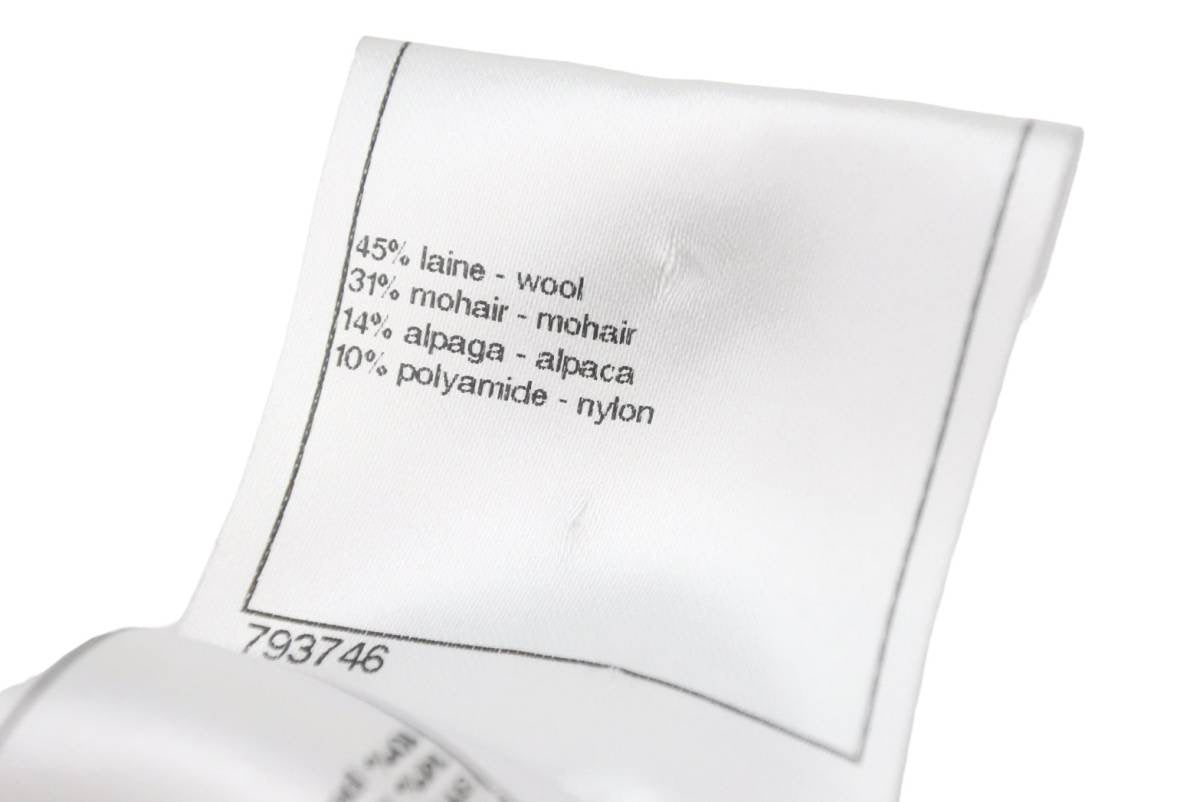 45% laine - wool
31% mohair - mohair
14% alpaga - alpaca
10% polyamide - nylon
793746